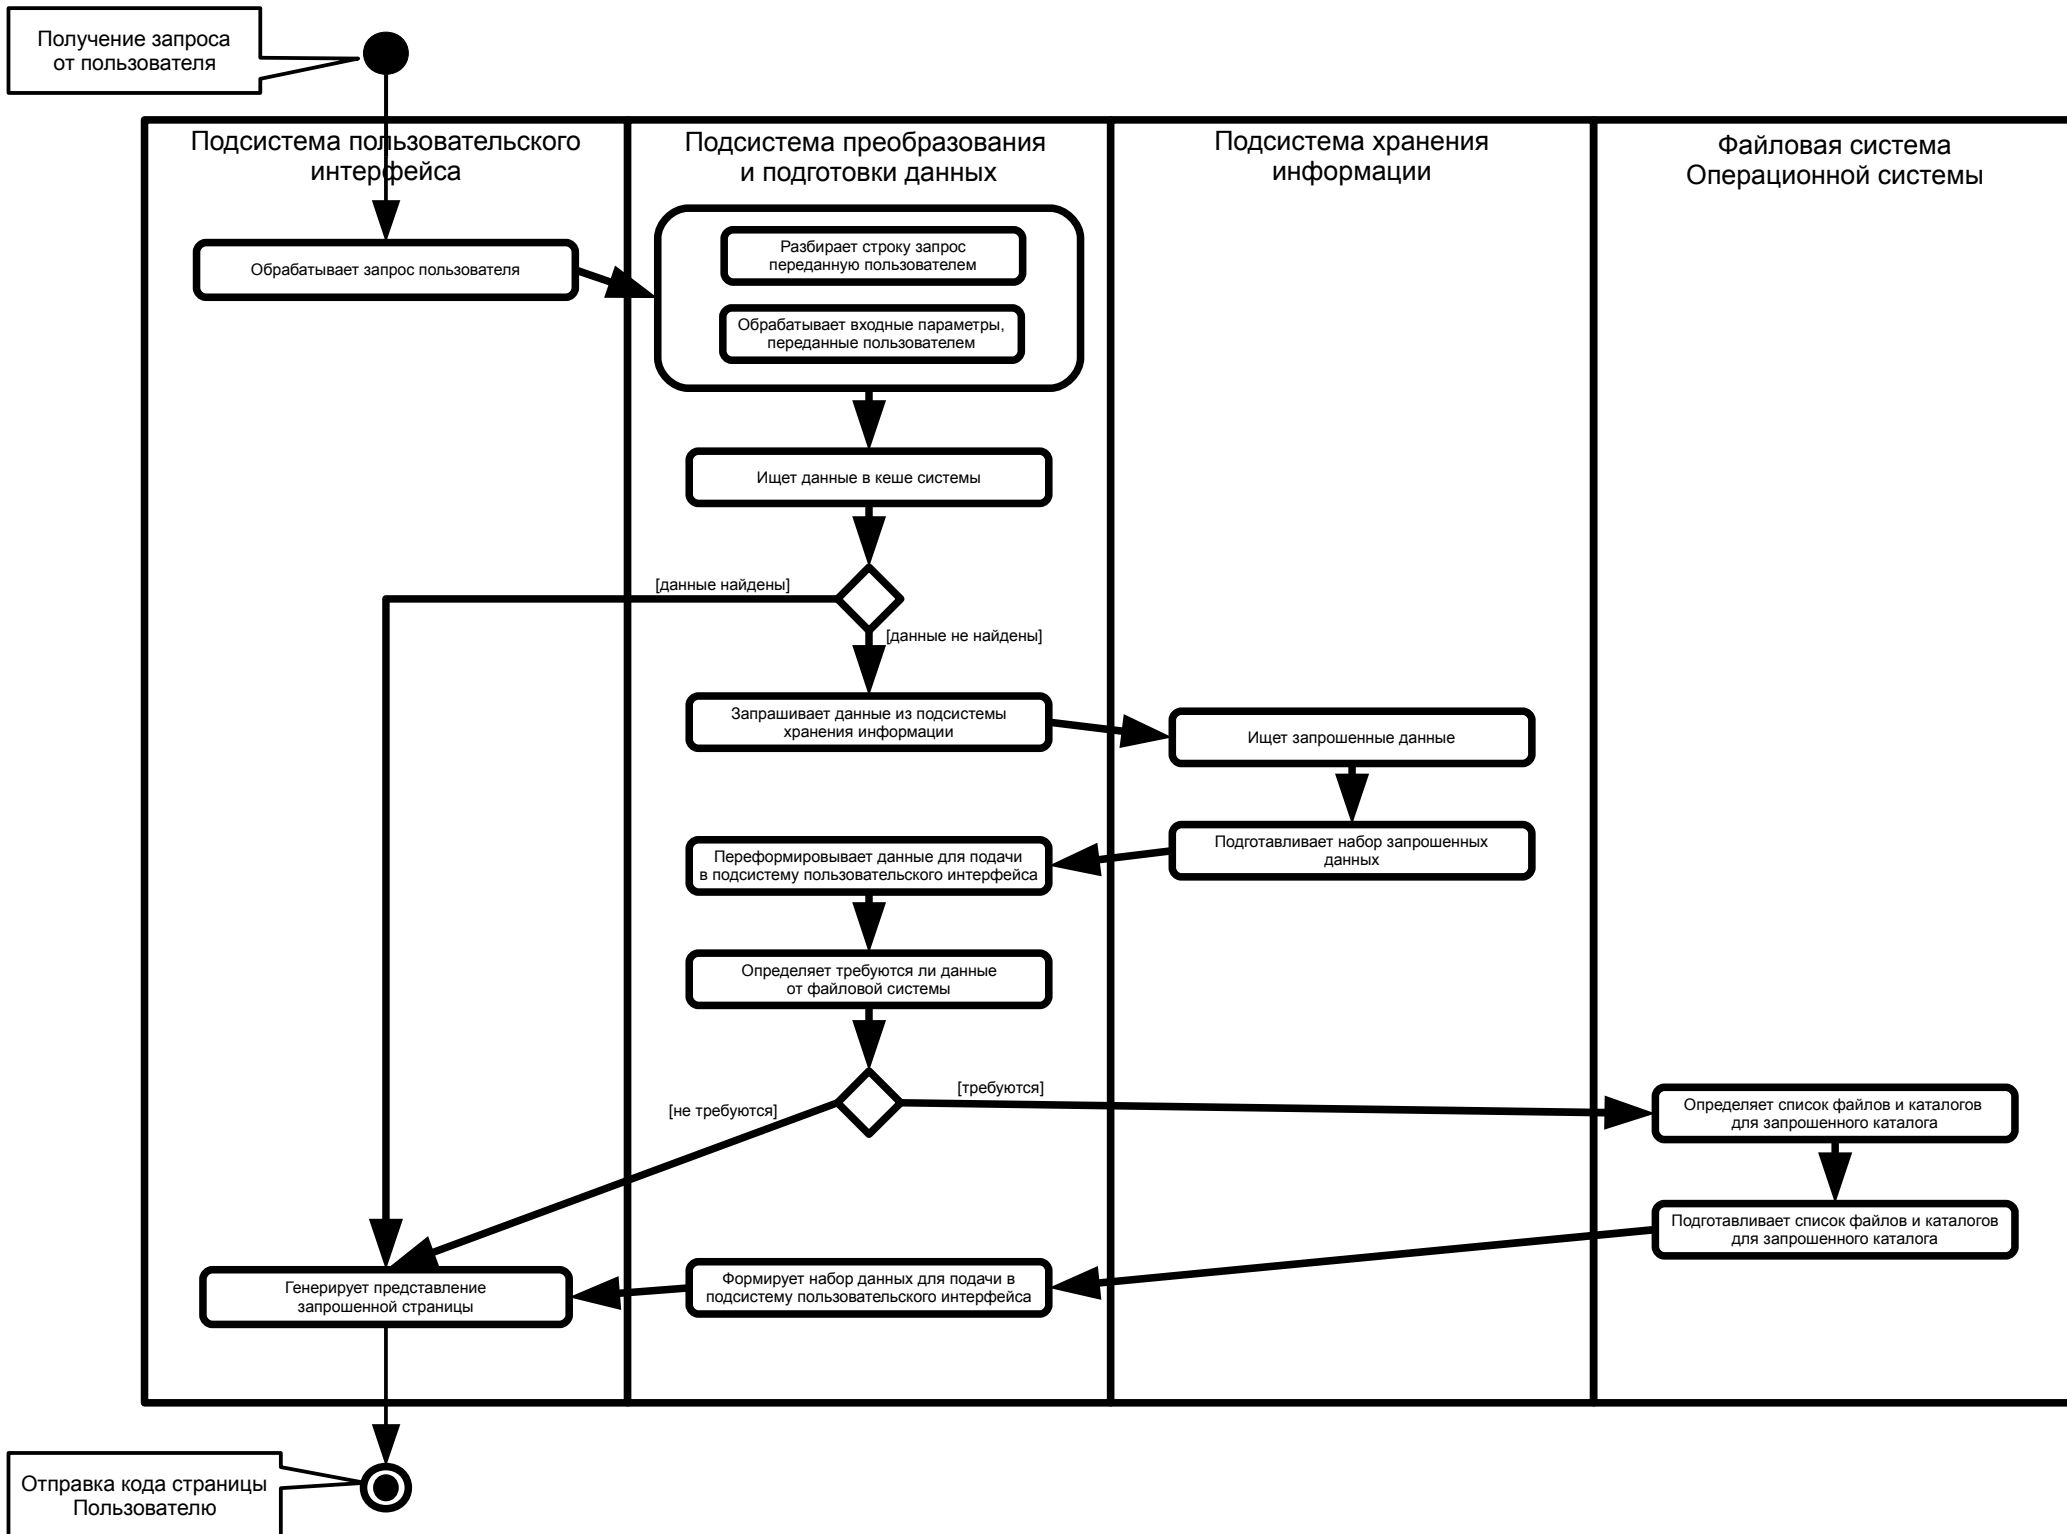 Получение запроса
от пользователя
Подсистема пользовательского
интерфейса
Подсистема преобразования
и подготовки данных
Подсистема хранения
информации
Файловая система
Операционной системы
Обрабатывает запрос пользователя
Разбирает строку запрос
переданную пользователем
Обрабатывает входные параметры,
переданные пользователем
Ищет данные в кеше системы
[данные найдены]
[данные не найдены]
Запрашивает данные из подсистемы
хранения информации
Ищет запрошенные данные
Подготавливает набор запрошенных
данных
Переформировывает данные для подачи
в подсистему пользовательского интерфейса
Определяет требуются ли данные
от файловой системы
[не требуются]
[требуются]
Определяет список файлов и каталогов
для запрошенного каталога
Подготавливает список файлов и каталогов
для запрошенного каталога
Формирует набор данных для подачи в
подсистему пользовательского интерфейса
Генерирует представление
запрошенной страницы
Отправка кода страницы
Пользователю